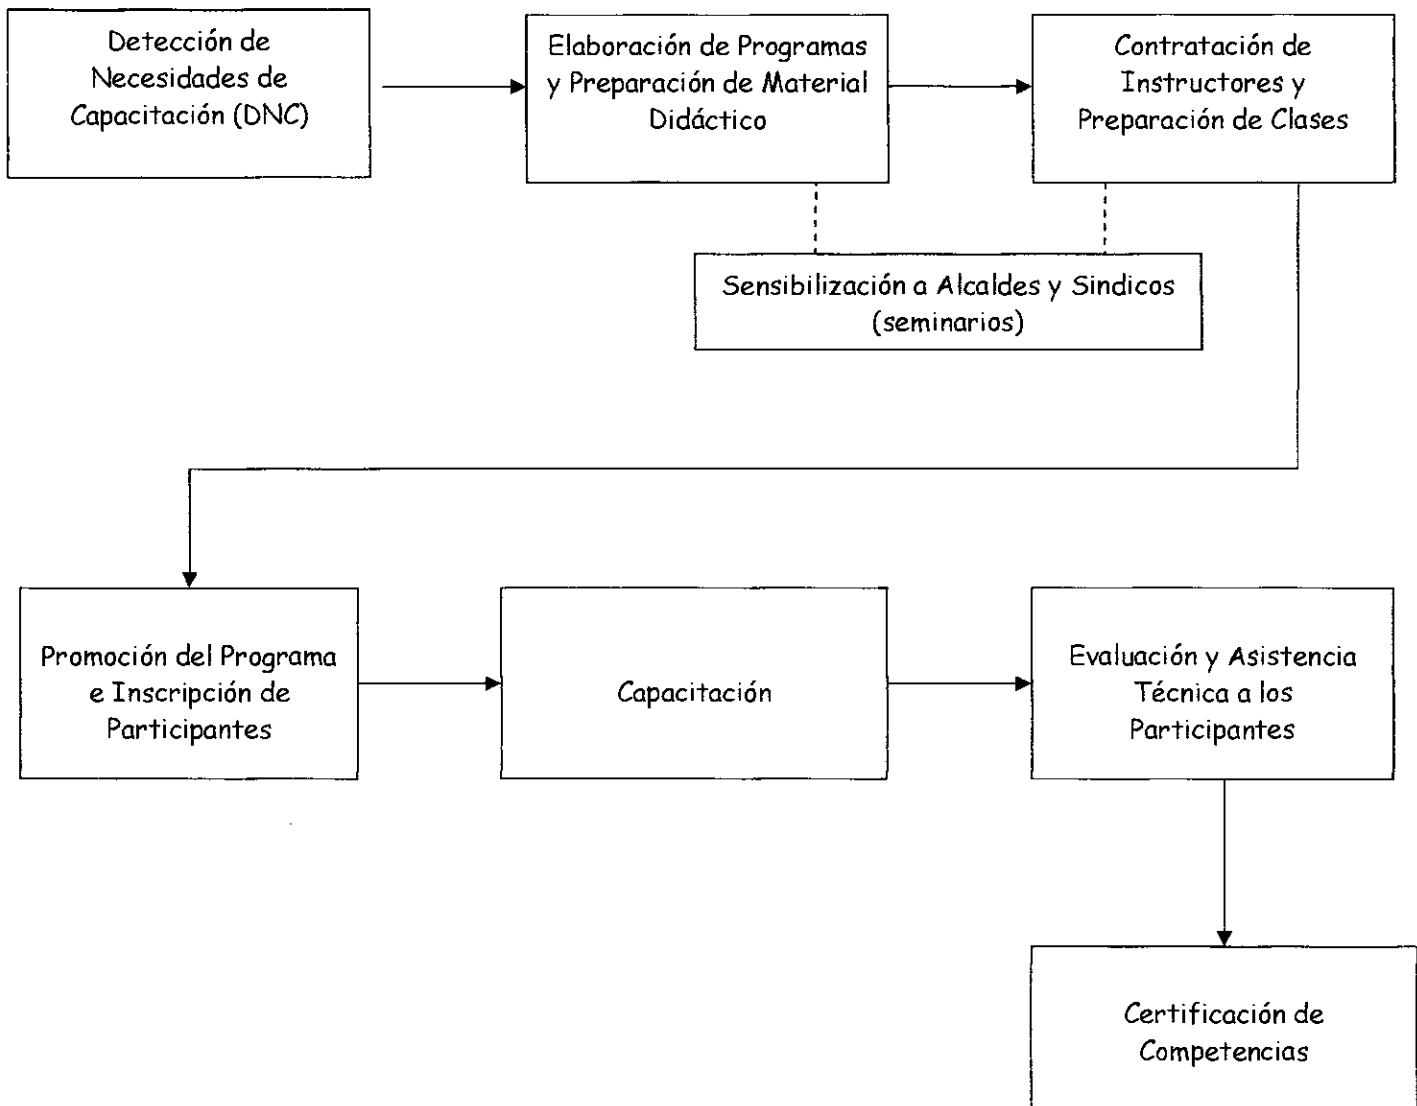 Detección de
Necesidades de
Capacitación (DNC)
Elaboración de Programas
y Preparación de Material
Didáctico
Contratación de
Instructores y
Preparación de Clases
Sensibilización a Alcaldes y Sindicos
(seminarios)
Promoción del Programa
e Inscripción de
Participantes
Capacitación
Evaluación y Asistencia
Técnica a los
Participantes
Certificación de
Competencias